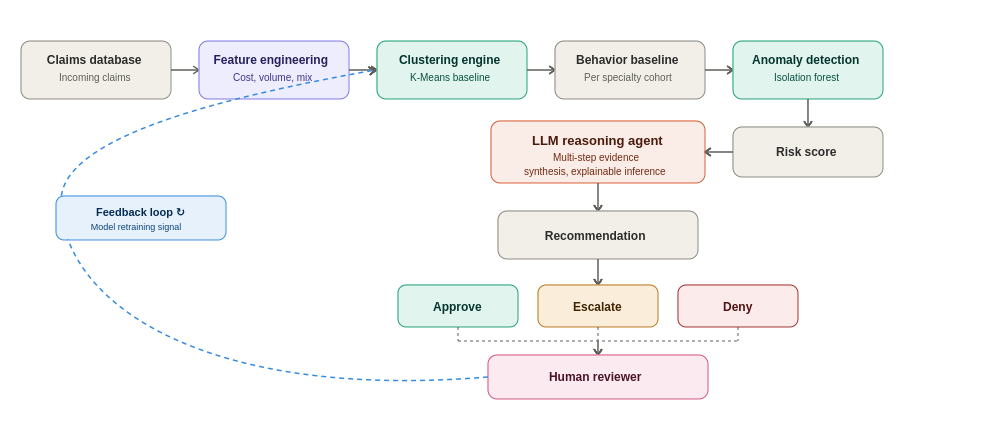 Claims database
Incoming claims
Feature engineering
Cost, volume, mix
Clustering engine
K-Means baseline
Behavior baseline
Per specialty cohort
Anomaly detection
Isolation forest
LLM reasoning agent
Multi-step evidence
synthesis, explainable inference
Risk score
Feedback loop ↻
Model retraining signal
Recommendation
Approve
Escalate
Deny
Human reviewer